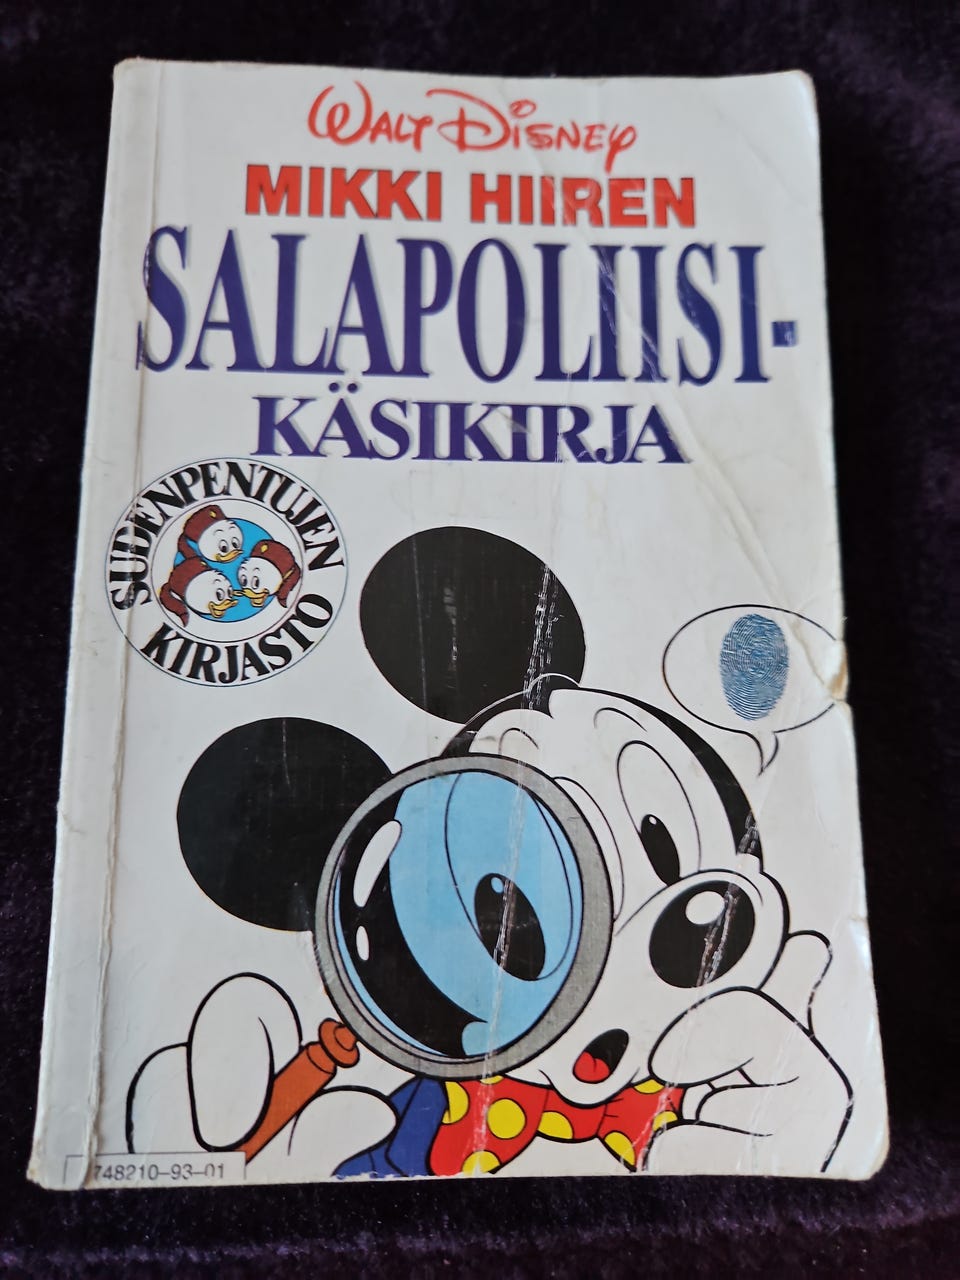 WALT DISNEY
MIKKI HIIREN
SALAPOLIISI-
KÄSIKIRJA
SUDENPENTUJEN
KIRJASTO
748210-93-01